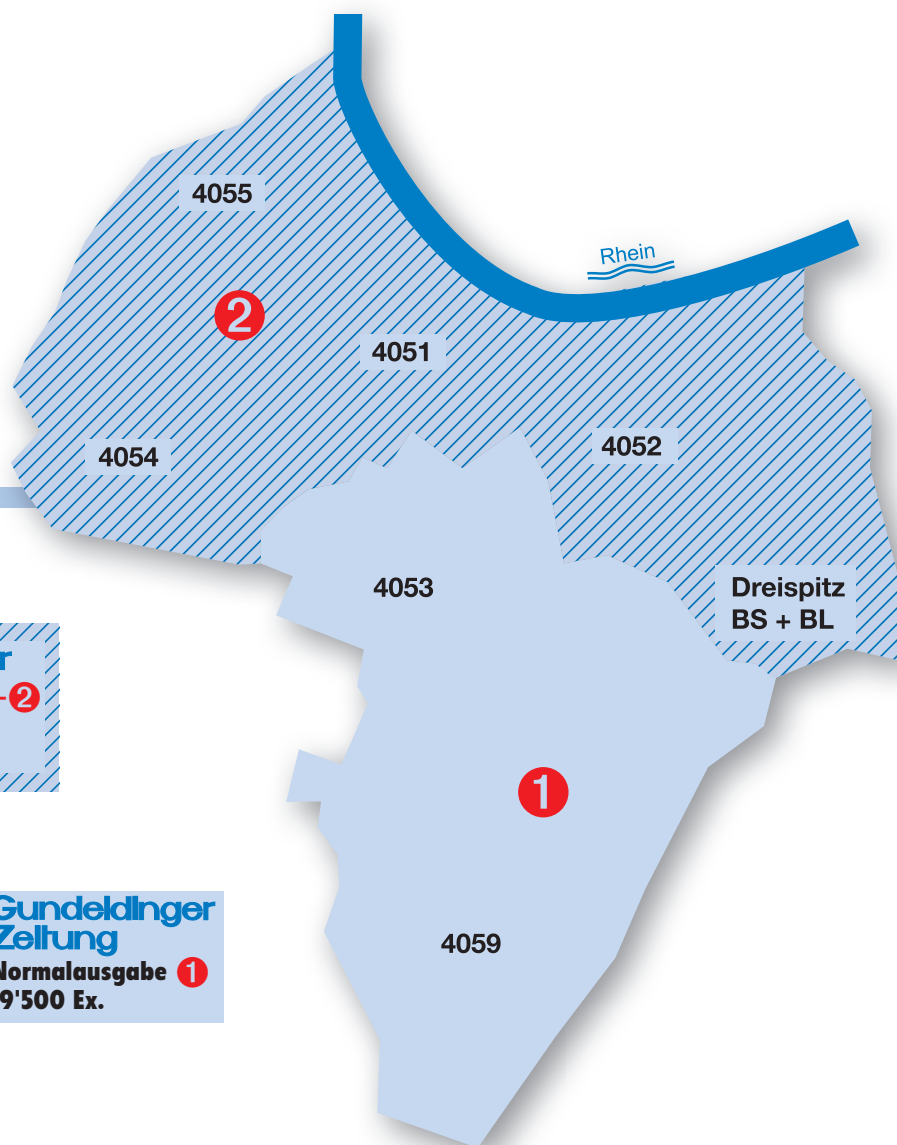 4055
Rhein
2
4051
4052
4054
4053
Dreispitz
BS + BL
2
1
Gundeldinger
Zeitung
4059
Normalausgabe 1
9'500 Ex.